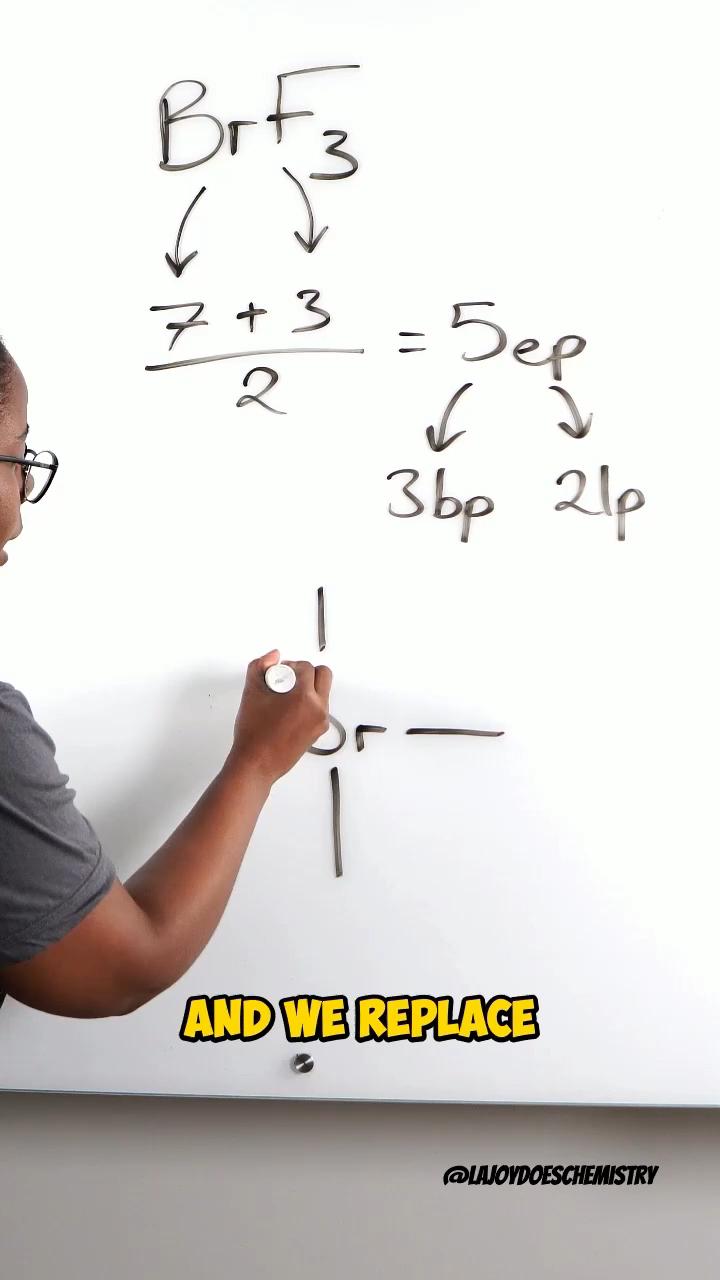 BrF3
7 + 3
= 5ep
2
3bp 2lp
Br
AND WE REPLACE
@LAJOYDOESCHEMISTRY